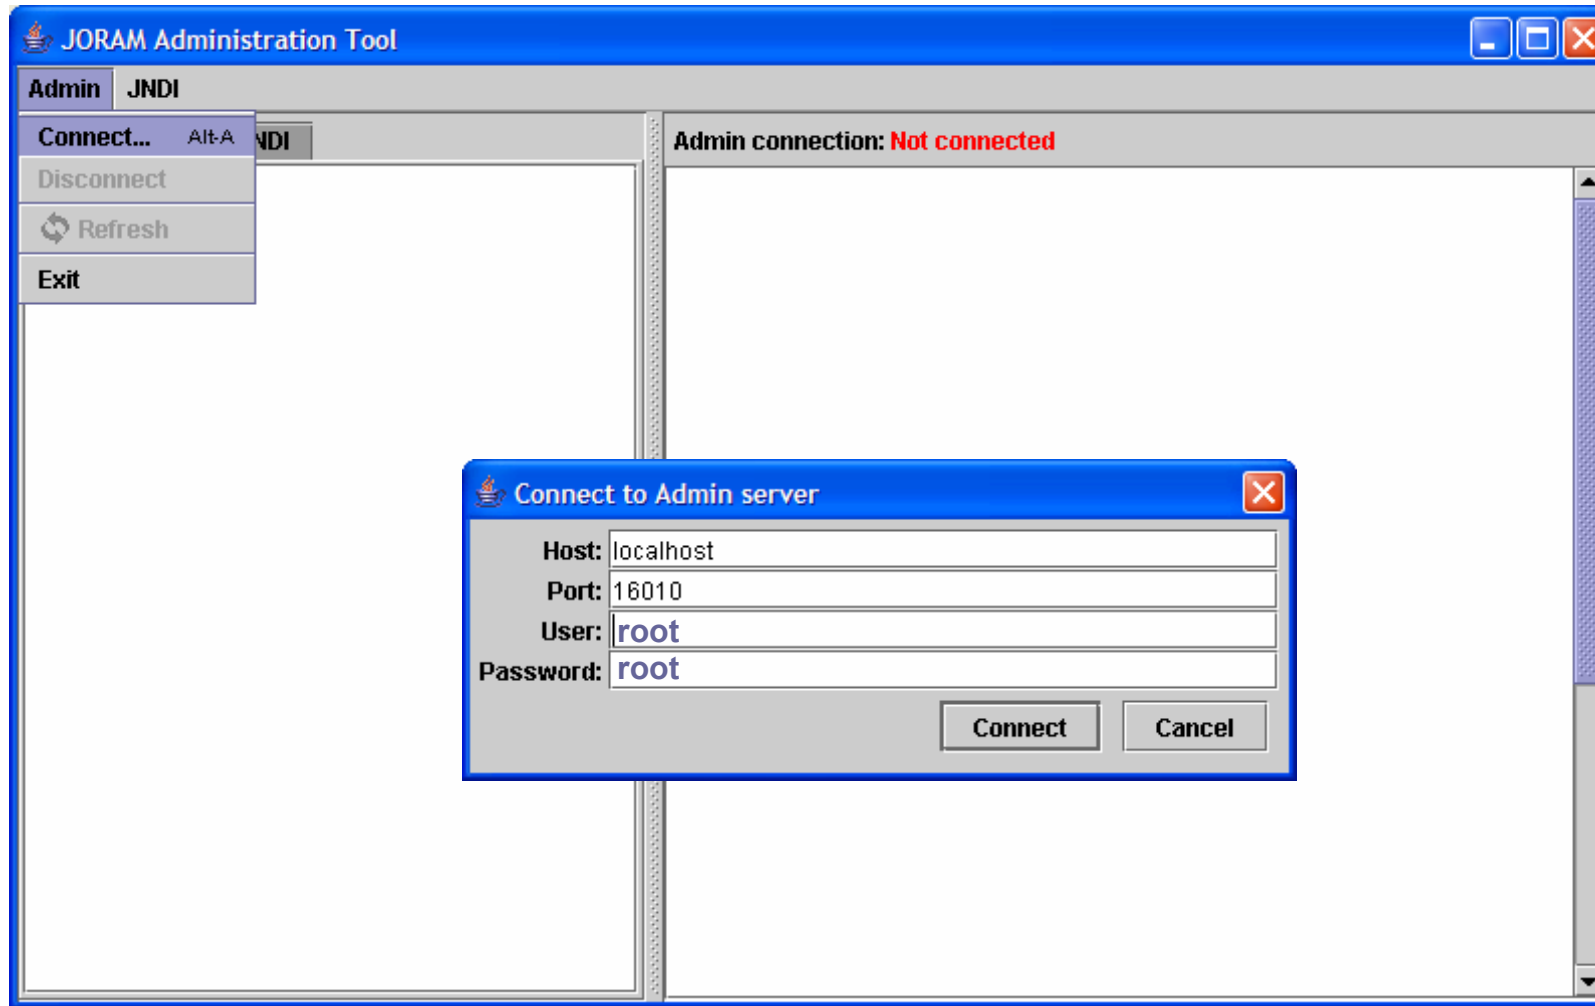 JORAM Administration Tool
Admin JNDI
Connect... Alt-A
NDI
Disconnect
Refresh
Exit
Admin connection: Not connected
Connect to Admin server
Host: localhost
Port: 16010
User: root
Password: root
Connect Cancel